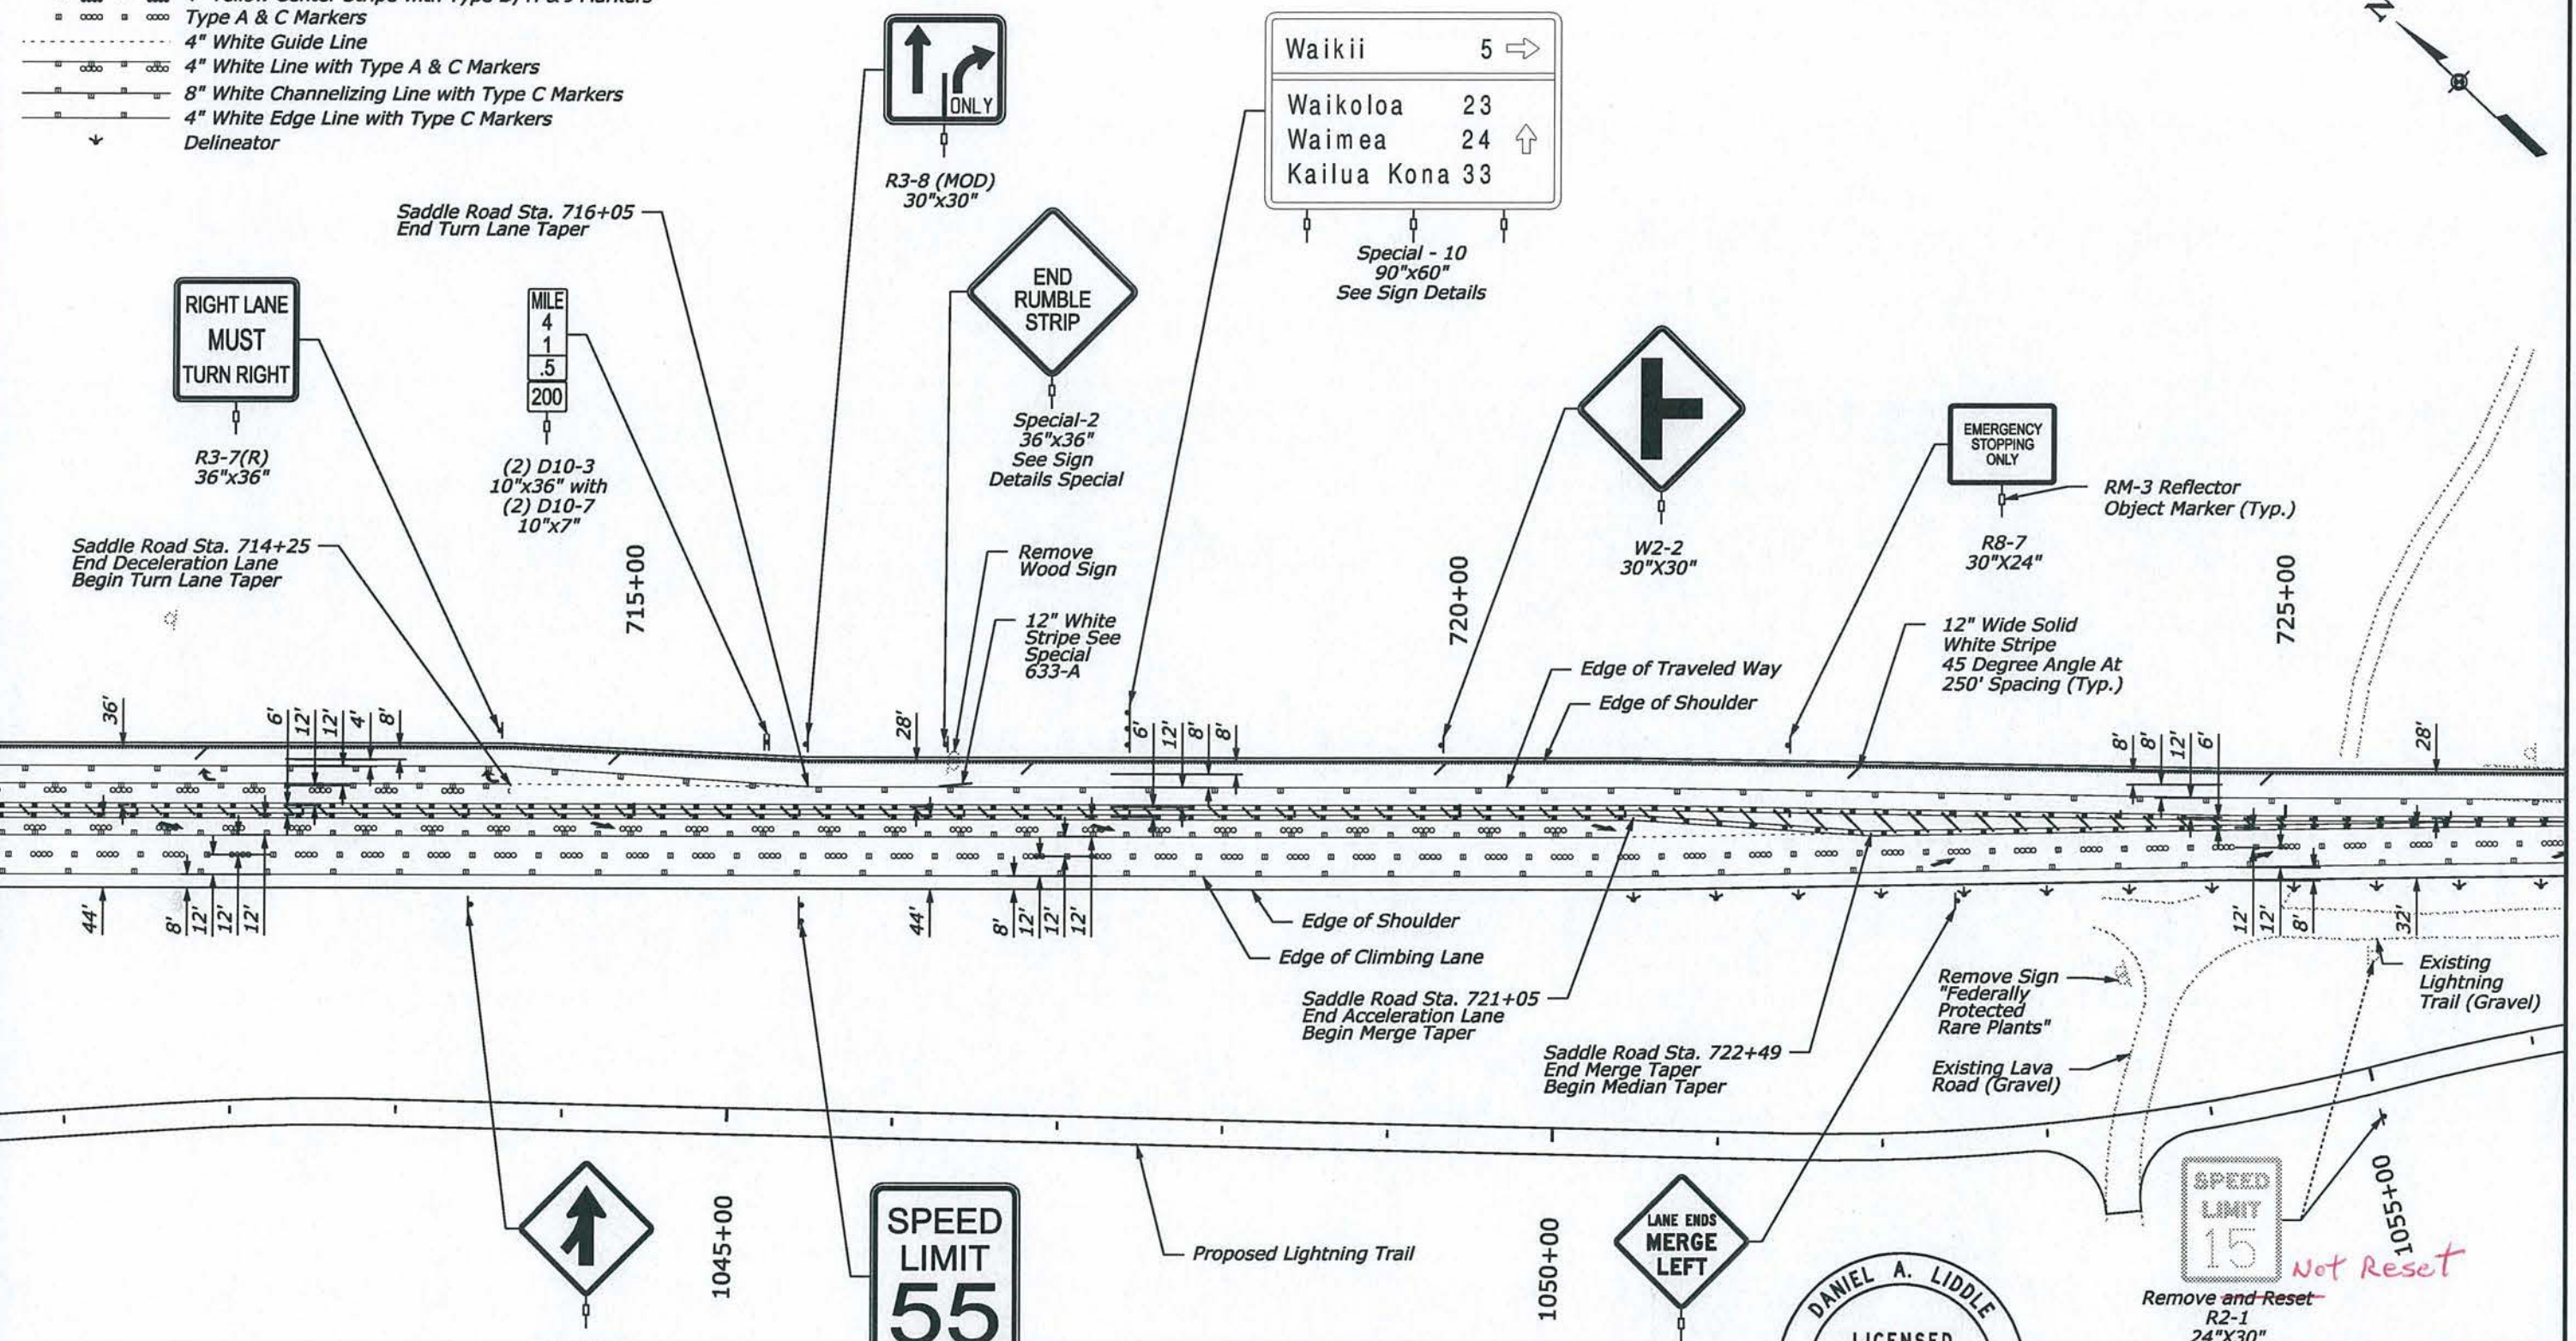 Type A & C Markers
4" White Guide Line
4" White Line with Type A & C Markers
8" White Channelizing Line with Type C Markers
4" White Edge Line with Type C Markers
Delineator
N
ONLY
R3-8 (MOD)
30"x30"
Waikii 5
Waikoloa 23
Waimea 24
Kailua Kona 33
Special - 10
90"x60"
See Sign Details
Saddle Road Sta. 716+05
End Turn Lane Taper
RIGHT LANE
MUST
TURN RIGHT
R3-7(R)
36"x36"
MILE
4
1
.5
200
(2) D10-3
10"x36" with
(2) D10-7
10"x7"
END
RUMBLE
STRIP
Special-2
36"x36"
See Sign
Details Special
W2-2
30"X30"
EMERGENCY
STOPPING
ONLY
R8-7
30"X24"
RM-3 Reflector
Object Marker (Typ.)
Saddle Road Sta. 714+25
End Deceleration Lane
Begin Turn Lane Taper
715+00
Remove
Wood Sign
12" White
Stripe See
Special
633-A
720+00
Edge of Traveled Way
Edge of Shoulder
12" Wide Solid
White Stripe
45 Degree Angle At
250' Spacing (Typ.)
725+00
36'
6' 12' 12' 4' 8'
28'
6' 12' 8' 8'
8' 8' 12' 6'
28'
44'
8' 12' 12' 12'
44'
8' 12' 12' 12'
12' 12' 8'
32'
Edge of Shoulder
Edge of Climbing Lane
Saddle Road Sta. 721+05
End Acceleration Lane
Begin Merge Taper
Saddle Road Sta. 722+49
End Merge Taper
Begin Median Taper
Remove Sign
"Federally
Protected
Rare Plants"
Existing Lava
Road (Gravel)
Existing
Lightning
Trail (Gravel)
1045+00
SPEED
LIMIT
55
Proposed Lightning Trail
1050+00
LANE ENDS
MERGE
LEFT
DANIEL A. LIDDLE
LICENSED
SPEED
LIMIT
15
1055+00
Not Reset
Remove and Reset
R2-1
24"X30"